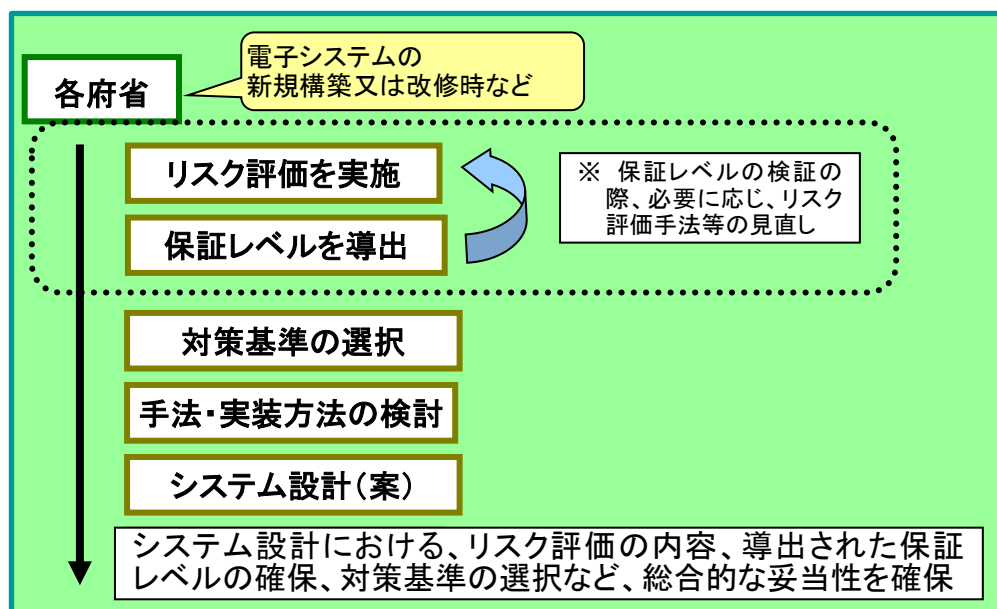 電子システムの
新規構築又は改修時など
各府省
リスク評価を実施
※ 保証レベルの検証の
際、必要に応じ、リスク
評価手法等の見直し
保証レベルを導出
対策基準の選択
手法・実装方法の検討
システム設計(案)
システム設計における、リスク評価の内容、導出された保証
レベルの確保、対策基準の選択など、総合的な妥当性を確保